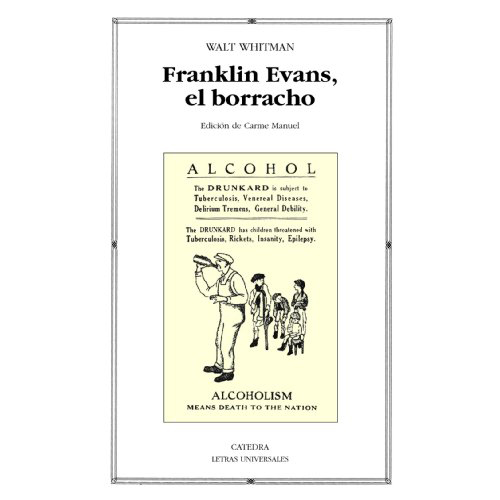 WALT WHITMAN
Franklin Evans,
el borracho
Edición de Carme Manuel
ALCOHOL
The DRUNKARD is subject to
Tuberculosis, Venereal Diseases,
Delirium Tremens, General Debility.
The DRUNKARD has children threatened with
Tuberculosis, Rickets, Insanity, Epilepsy.
ALCOHOLISM
MEANS DEATH TO THE NATION
CATEDRA
LETRAS UNIVERSALES